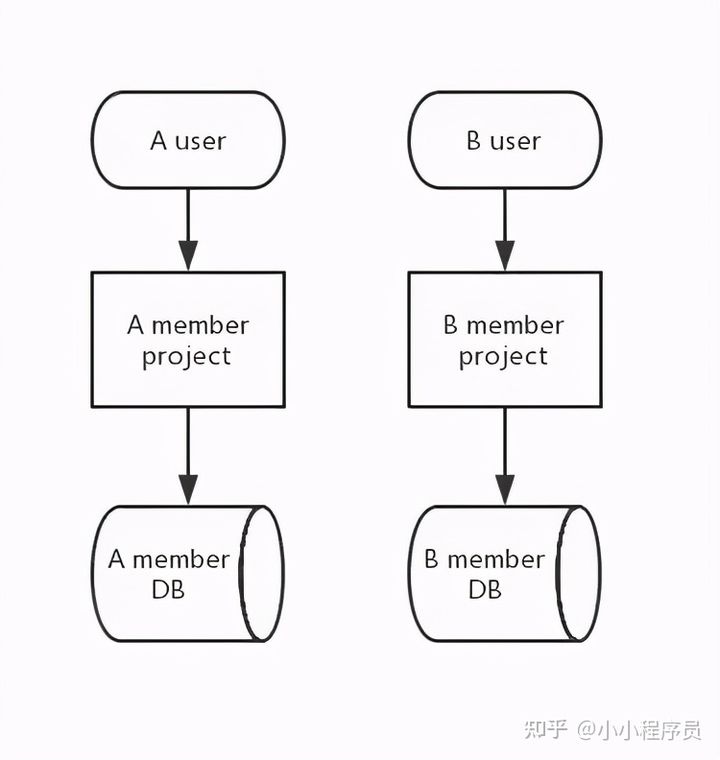 A user
B user
A member
project
B member
project
A member
DB
B member
DB
知乎 @小小程序员